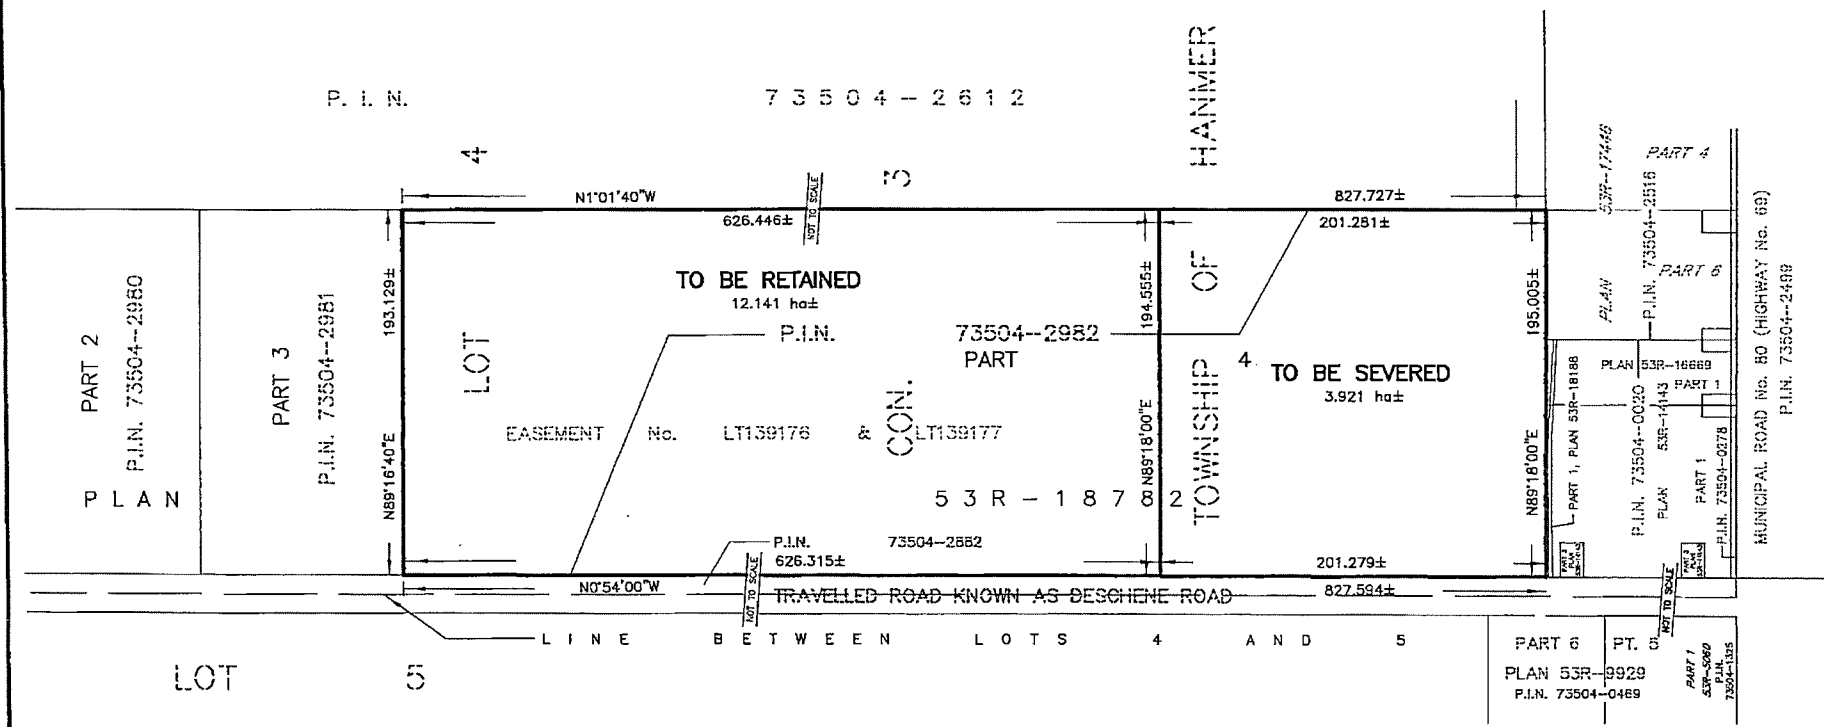 P. I. N. 73504-2612
4
3
HANMER
N1°01'40"W
NOT TO SCALE
827.727±
626.446±
201.281±
193.129±
194.555±
195.005±
TO BE RETAINED
12.141 ha±
P.I.N. 73504--2982
PART 4
TO BE SEVERED
3.921 ha±
LOT
CON.
TOWNSHIP OF
EASEMENT No. LT139176 & LT139177
N89°16'40"E
N89°18'00"E
N89°18'00"E
PART 2
P.I.N. 73504--2980
PART 3
P.I.N. 73504--2981
PLAN 53R-18782
P.I.N. 73504--2882
626.315±
201.279±
N0°54'00"W
NOT TO SCALE
827.594±
TRAVELLED ROAD KNOWN AS DESCHENE ROAD
LINE BETWEEN LOTS 4 AND 5
LOT 5
PLAN 53R--17446
PART 4
P.I.N. 73504--2516
PART 6
PLAN 53R--16669
PART 1
PART 1, PLAN 53R--18188
P.I.N. 73504--0020
PLAN 53R--14143
PART 1
P.I.N. 73504-0278
MUNICIPAL ROAD No. 80 (HIGHWAY No. 69)
P.I.N. 73504-2499
NOT TO SCALE
PART 6
PT. 5
PLAN 53R--9929
P.I.N. 73504-0469
PART 1
53R-5060
P.I.N.
73504-1325